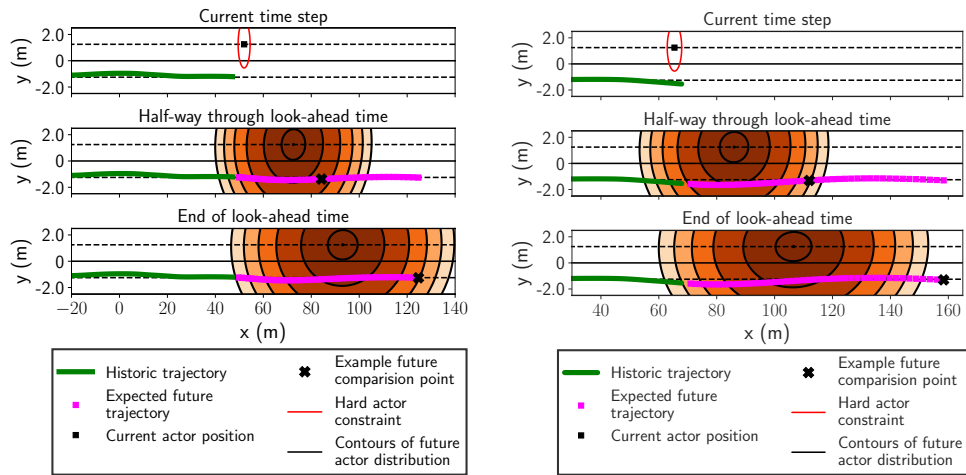 Current time step
2.0
0
-2.0
y (m)
Half-way through look-ahead time
2.0
0
-2.0
y (m)
End of look-ahead time
2.0
0
-2.0
y (m)
−20 0 20 40 60 80 100 120 140
x (m)
Historic trajectory
Expected future
trajectory
Current actor position
Example future
comparision point
Hard actor
constraint
Contours of future
actor distribution
Current time step
2.0
0
-2.0
y (m)
Half-way through look-ahead time
2.0
0
-2.0
y (m)
End of look-ahead time
2.0
0
-2.0
y (m)
40 60 80 100 120 140 160
x (m)
Historic trajectory
Expected future
trajectory
Current actor position
Example future
comparision point
Hard actor
constraint
Contours of future
actor distribution